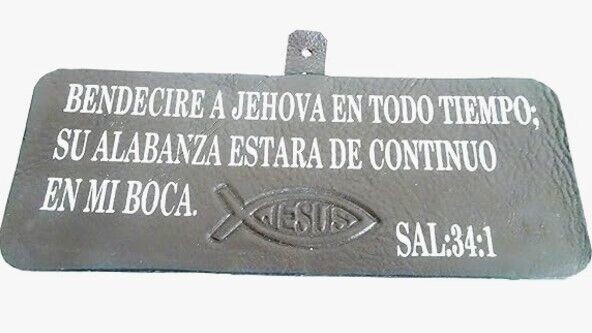 BENDECIRE A JEHOVA EN TODO TIEMPO;
SU ALABANZA ESTARA DE CONTINUO
EN MI BOCA.
JESUS
SAL:34:1